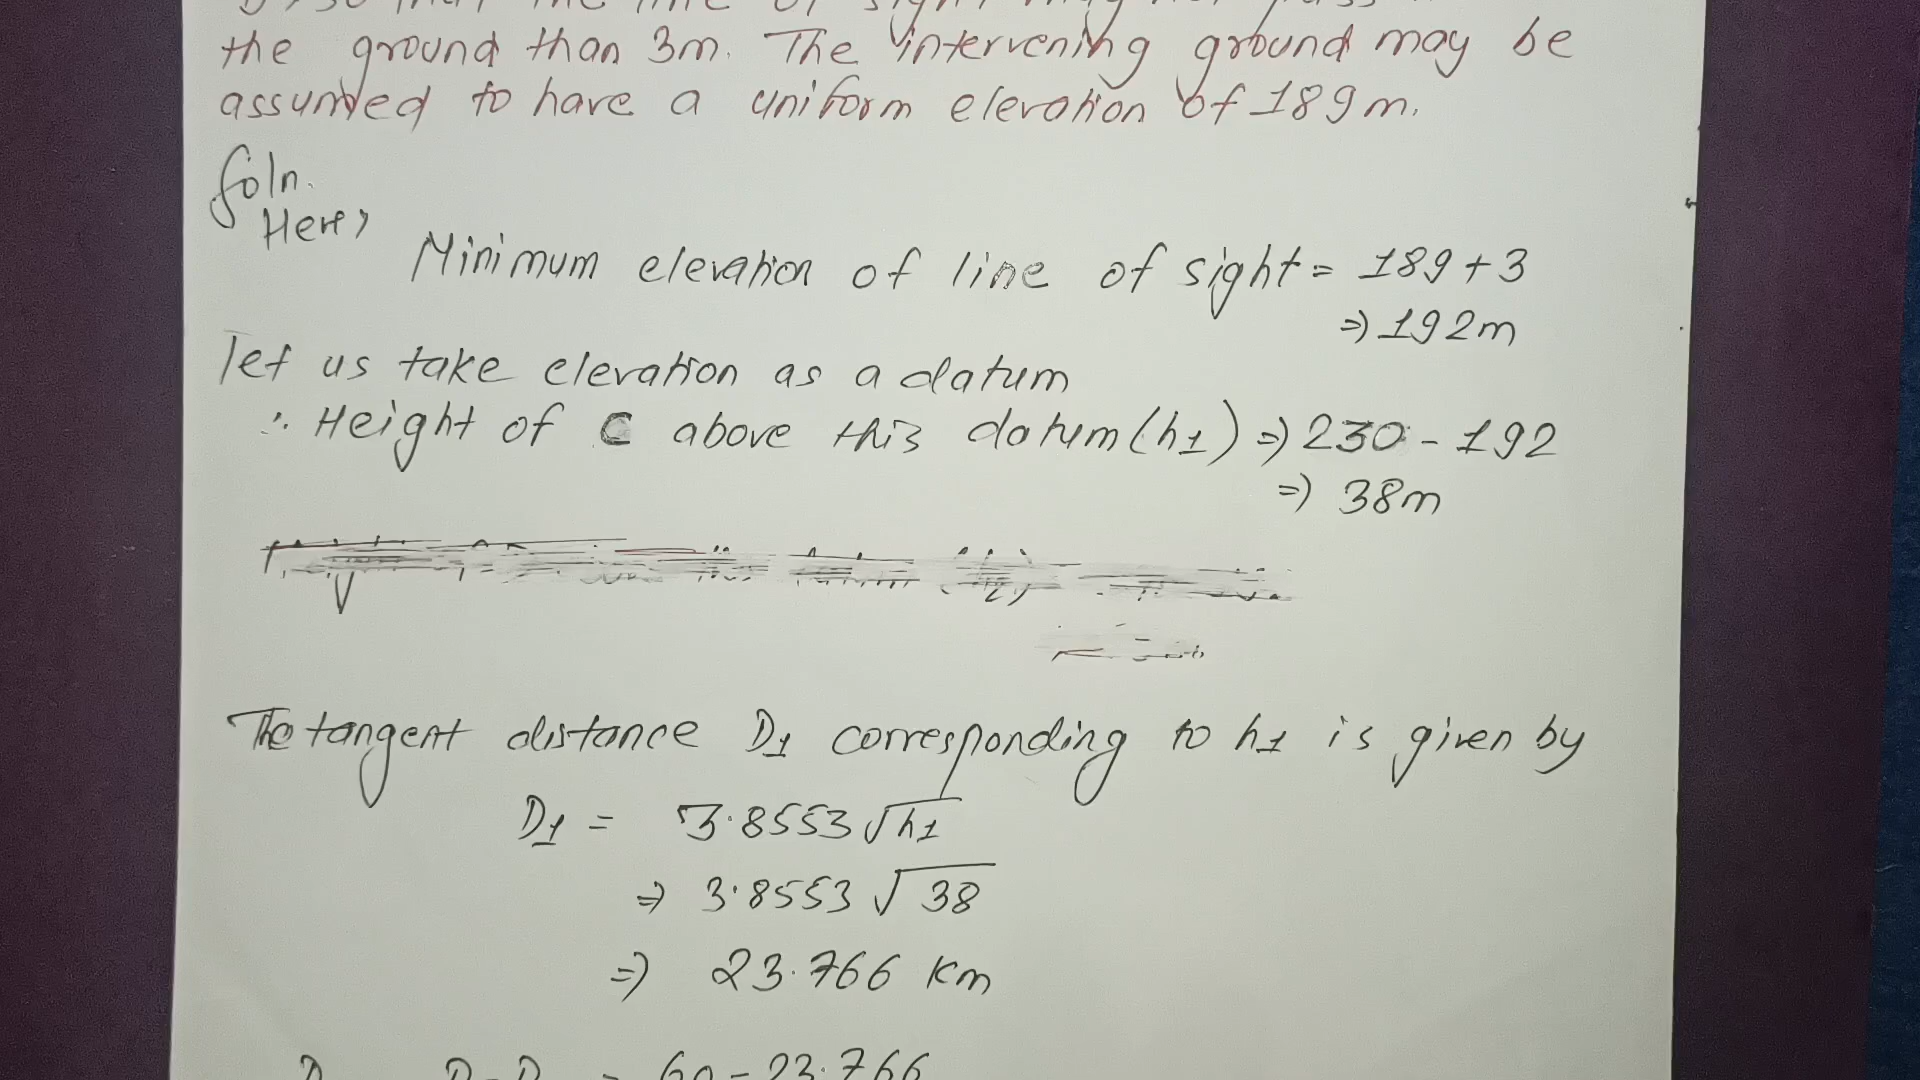 the ground than 3m. The intervening ground may be
assumed to have a uniform elevation of 189m.
Soln.
Here,
Minimum elevation of line of sight = 189 + 3
⇒ 192m
Let us take elevation as a datum
∴ Height of C above this datum (h1) ⇒ 230 - 192
⇒ 38m
The tangent distance D1 corresponding to h1 is given by
D1 = 3.8553 √h1
⇒ 3.8553 √38
⇒ 23.766 km
= 60 - 23.766